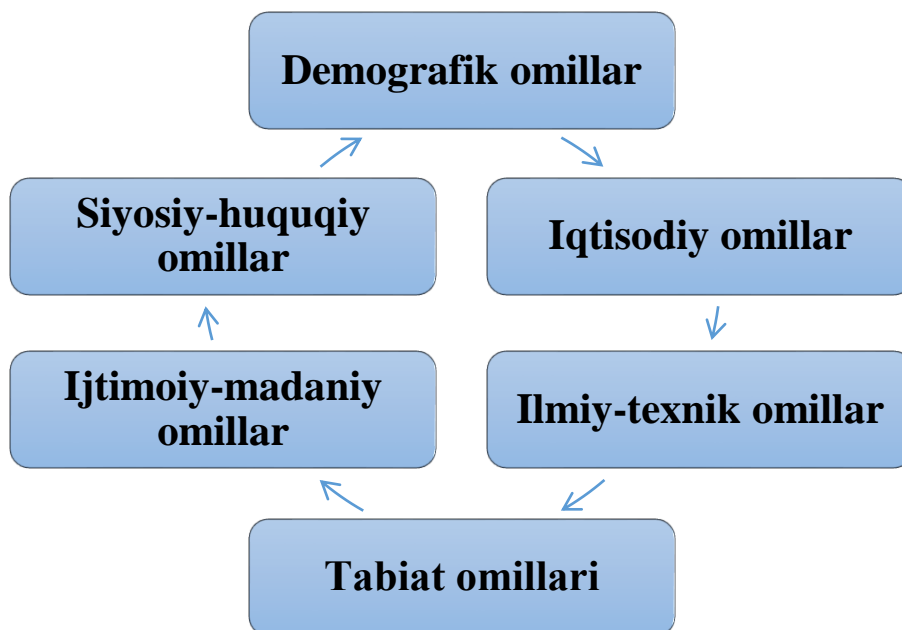 Demografik omillar
Siyosiy-huquqiy
omillar
Iqtisodiy omillar
Ijtimoiy-madaniy
omillar
Ilmiy-texnik omillar
Tabiat omillari